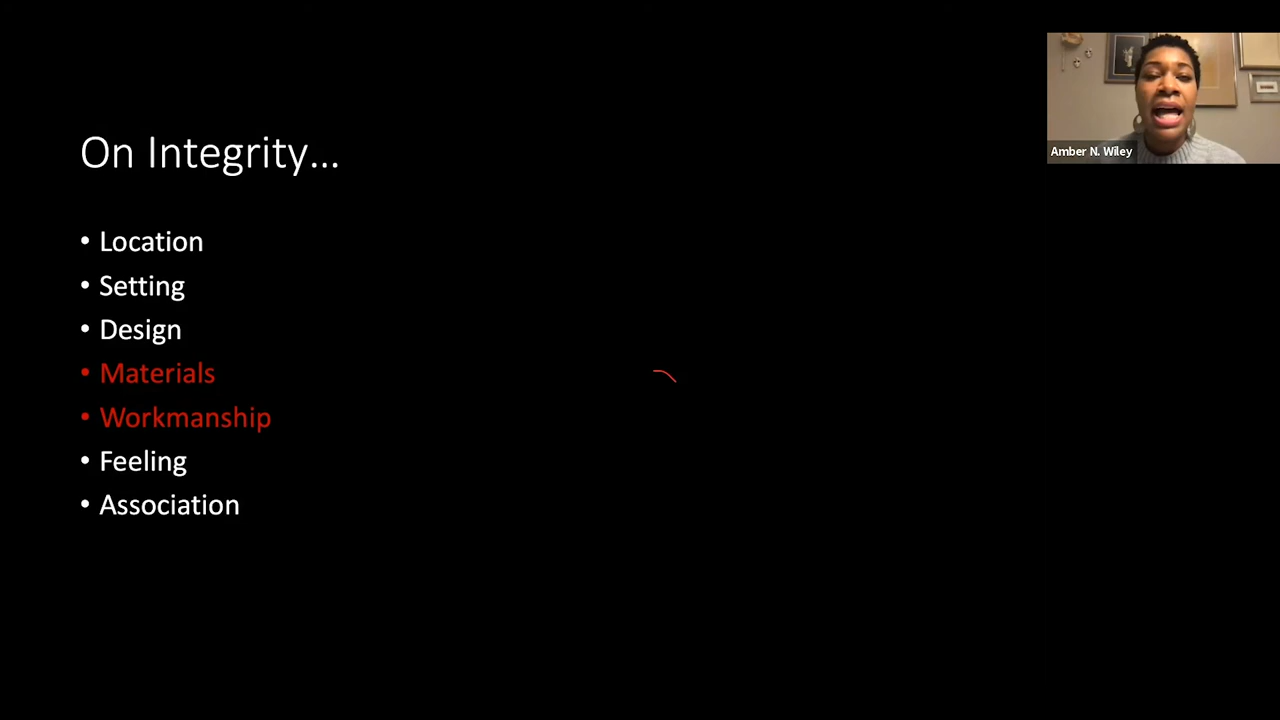 On Integrity...
• Location
• Setting
• Design
• Materials
• Workmanship
• Feeling
• Association
Amber N. Wiley